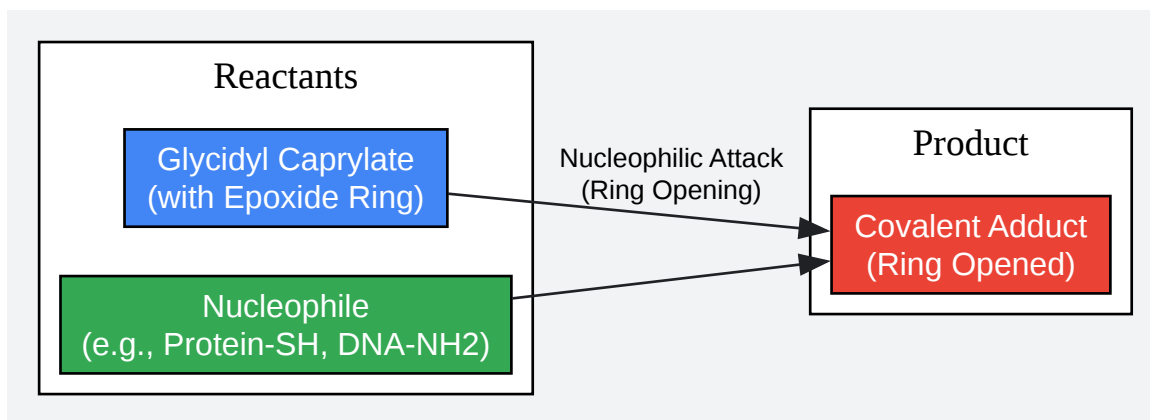 Reactants
Glycidyl Caprylate
(with Epoxide Ring)
Nucleophile
(e.g., Protein-SH, DNA-NH2)
Nucleophilic Attack
(Ring Opening)
Product
Covalent Adduct
(Ring Opened)